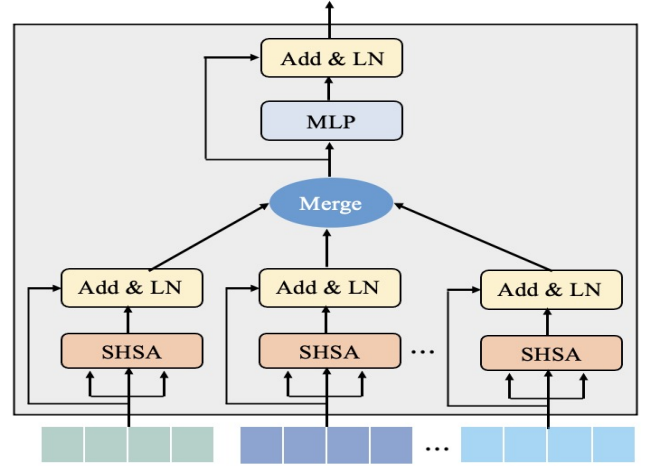 Add & LN
MLP
Merge
Add & LN
Add & LN
Add & LN
SHSA
SHSA
...
SHSA
...